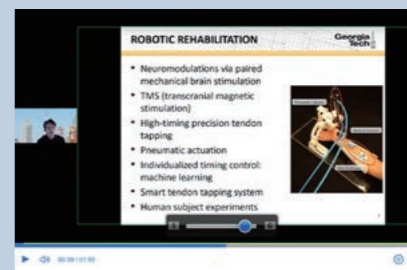 ROBOTIC REHABILITATION
Georgia
Tech
• Neuromodulations via paired
mechanical brain stimulation
• TMS (transcranial magnetic
stimulation)
• High-timing precision tendon
tapping
• Pneumatic actuation
• Individualized timing control:
machine learning
• Smart tendon tapping system
• Human subject experiments